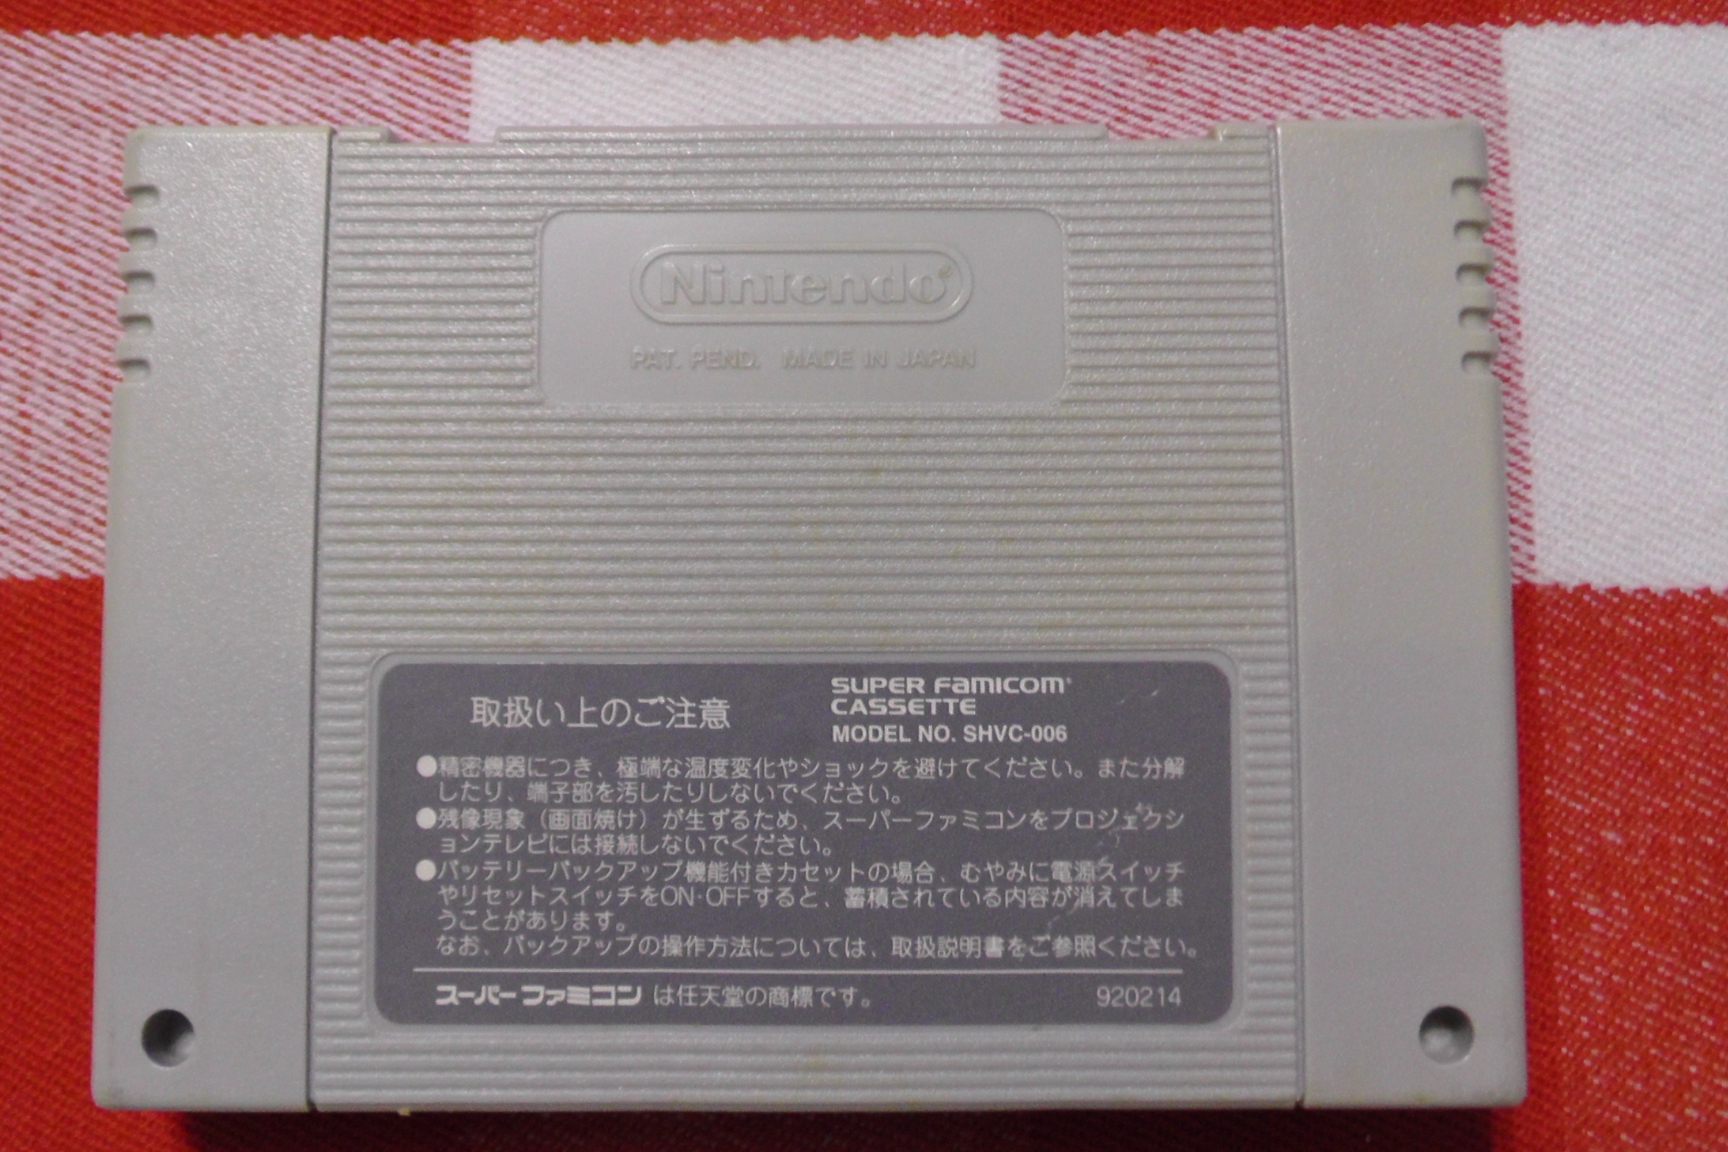 Nintendo®
PAT. PEND. MADE IN JAPAN
取扱い上のご注意
SUPER FAMICOM®
CASSETTE
MODEL NO. SHVC-006
●精密機器につき、極端な温度変化やショックを避けてください。また分解
したり、端子部を汚したりしないでください。
●残像現象（画面焼け）が生ずるため、スーパーファミコンをプロジェクシ
ョンテレビには接続しないでください。
●バッテリーバックアップ機能付きカセットの場合、むやみに電源スイッチ
やリセットスイッチをON･OFFすると、蓄積されている内容が消えてしま
うことがあります。
なお、バックアップの操作方法については、取扱説明書をご参照ください。
スーパーファミコン は任天堂の商標です。
920214